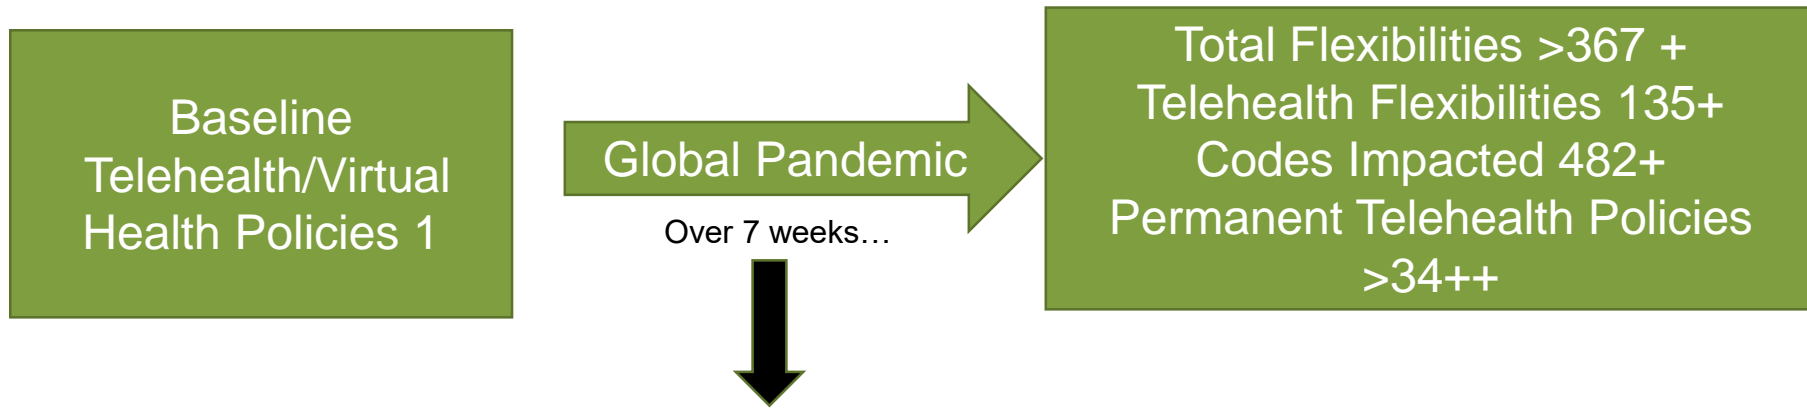 Baseline
Telehealth/Virtual
Health Policies 1
Global Pandemic
Over 7 weeks…
Total Flexibilities >367 +
Telehealth Flexibilities 135+
Codes Impacted 482+
Permanent Telehealth Policies
>34++